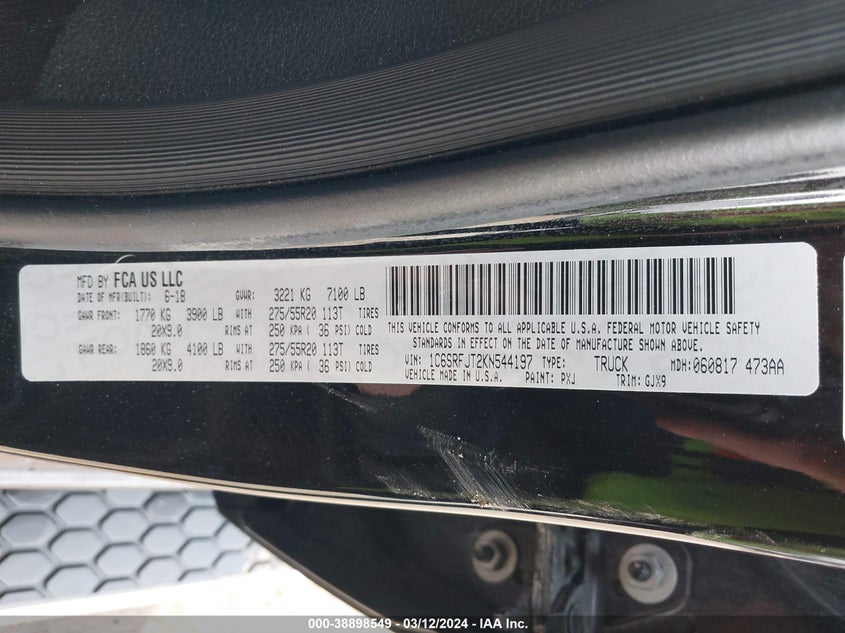 MFD BY FCA US LLC
DATE OF MFR(BUILT): 6-18 GVWR: 3221 KG 7100 LB
GAWR FRONT: 1770 KG 3900 LB WITH 275/55R20 113T TIRES
20X9.0 RIMS AT 250 KPA ( 36 PSI) COLD
GAWR REAR: 1860 KG 4100 LB WITH 275/55R20 113T TIRES
20X9.0 RIMS AT 250 KPA ( 36 PSI) COLD
THIS VEHICLE CONFORMS TO ALL APPLICABLE U.S.A. FEDERAL MOTOR VEHICLE SAFETY
STANDARDS IN EFFECT ON THE DATE OF MANUFACTURE SHOWN ABOVE.
VIN: 1C6SRFJT2KN544197 TYPE: TRUCK MDH:060817 473AA
VEHICLE MADE IN U.S.A. PAINT: PXJ TRIM: GJX9
000-38898549 - 03/12/2024 - IAA Inc.